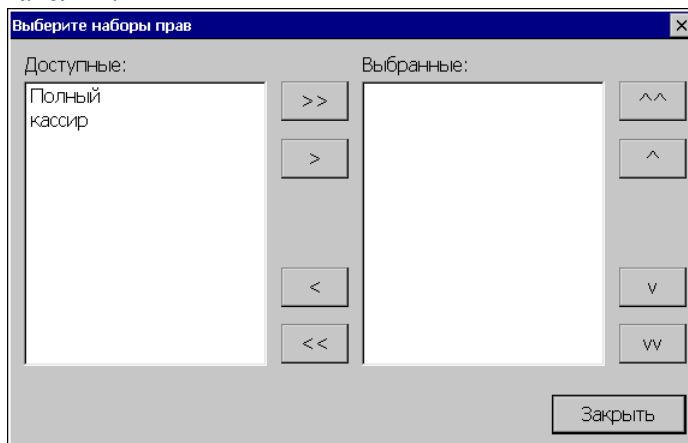 Выберите наборы прав
Доступные:
Выбранные:
Полный
кассир
>>
>
<
<<
^^
^
v
vv
Закрыть